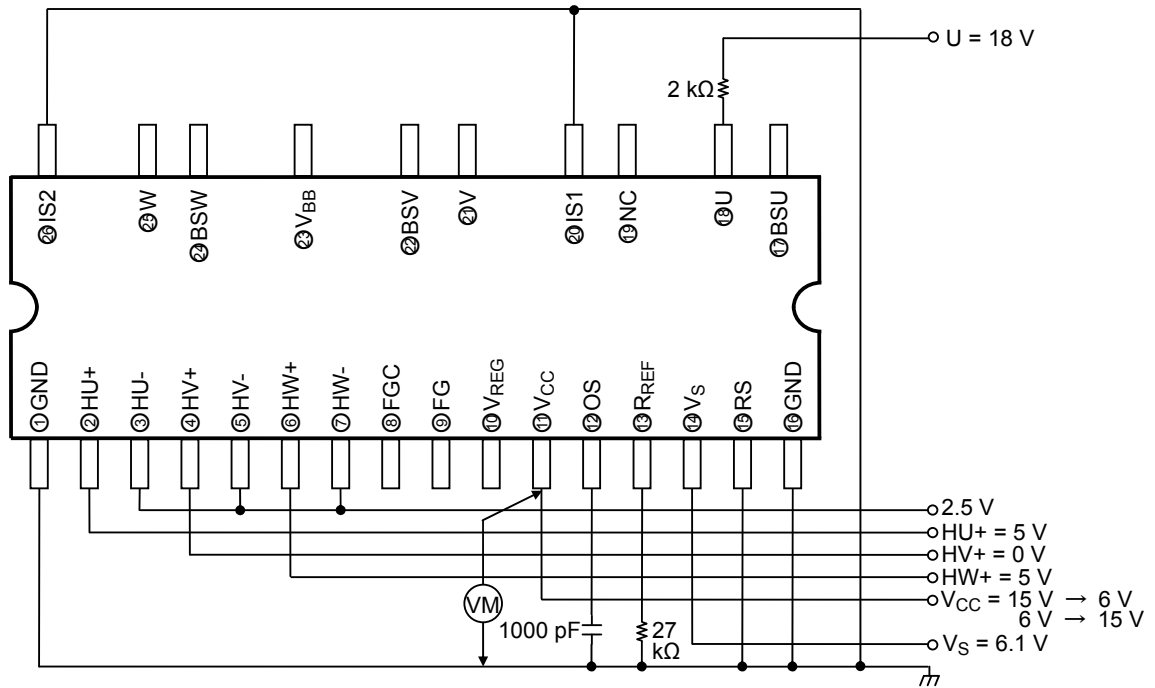 U = 18 V
2 kΩ
㉖IS2
㉕W
㉔BSW
㉓VBB
㉒BSV
㉑V
⑳IS1
⑲NC
⑱U
⑰BSU
①GND
②HU+
③HU-
④HV+
⑤HV-
⑥HW+
⑦HW-
⑧FGC
⑨FG
⑩VREG
⑪VCC
⑫OS
⑬RREF
⑭VS
⑮RS
⑯GND
2.5 V
HU+ = 5 V
HV+ = 0 V
HW+ = 5 V
VCC = 15 V → 6 V
6 V → 15 V
VM
1000 pF
27
kΩ
VS = 6.1 V